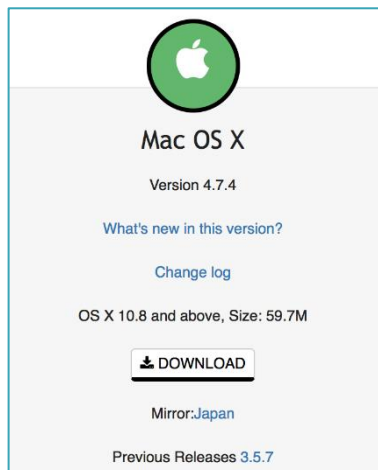 Mac OS X
Version 4.7.4
What's new in this version?
Change log
OS X 10.8 and above, Size: 59.7M
DOWNLOAD
Mirror:Japan
Previous Releases 3.5.7